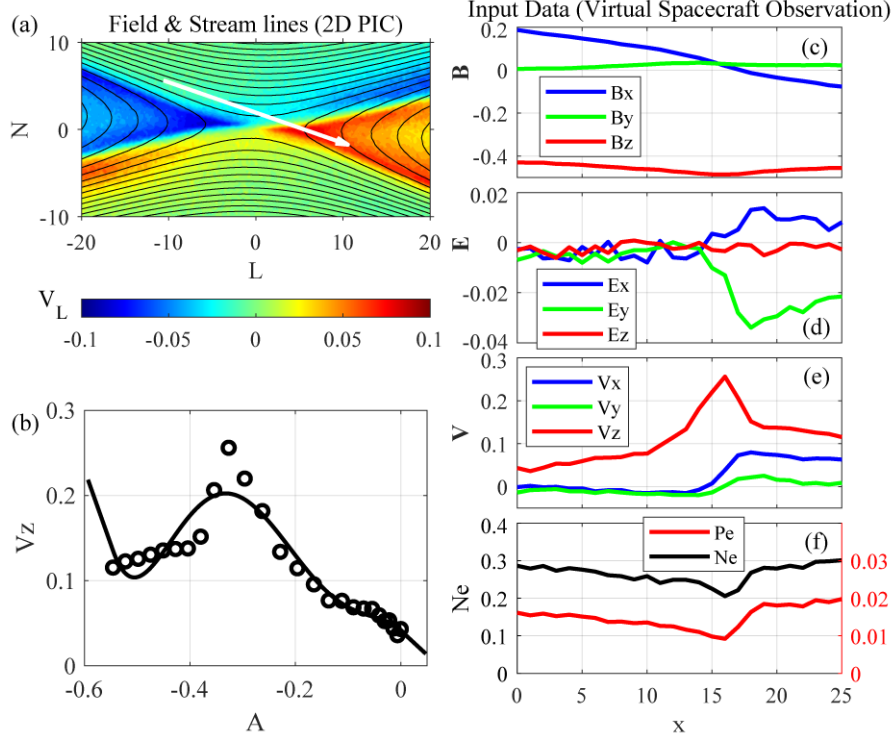 (a)
Field & Stream lines (2D PIC)
10
0
-10
N
-20
-10
0
10
20
L
V_L
-0.1
-0.05
0
0.05
0.1
(b)
0.3
0.2
0.1
0
Vz
-0.6
-0.4
-0.2
0
A
Input Data (Virtual Spacecraft Observation)
0.2
0
-0.2
-0.4
B
(c)
Bx
By
Bz
0.02
0
-0.02
-0.04
E
(d)
Ex
Ey
Ez
0.3
0.2
0.1
0
V
(e)
Vx
Vy
Vz
0.4
0.3
0.2
0.1
0
Ne
(f)
Pe
Ne
0.03
0.02
0.01
0
0
5
10
15
20
25
x